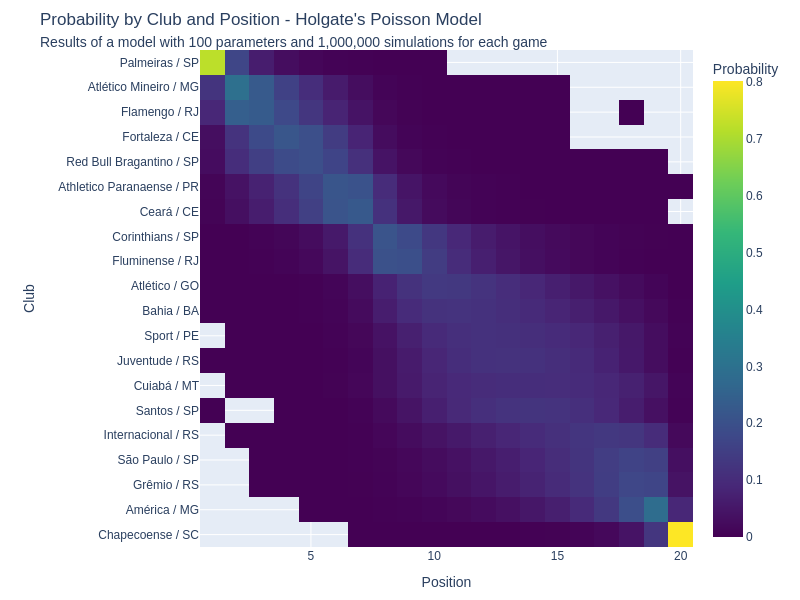 Probability by Club and Position - Holgate's Poisson Model
Results of a model with 100 parameters and 1,000,000 simulations for each game
Probability
Club
Palmeiras / SP
Atlético Mineiro / MG
Flamengo / RJ
Fortaleza / CE
Red Bull Bragantino / SP
Athletico Paranaense / PR
Ceará / CE
Corinthians / SP
Fluminense / RJ
Atlético / GO
Bahia / BA
Sport / PE
Juventude / RS
Cuiabá / MT
Santos / SP
Internacional / RS
São Paulo / SP
Grêmio / RS
América / MG
Chapecoense / SC
0.8
0.7
0.6
0.5
0.4
0.3
0.2
0.1
0
5
10
15
20
Position